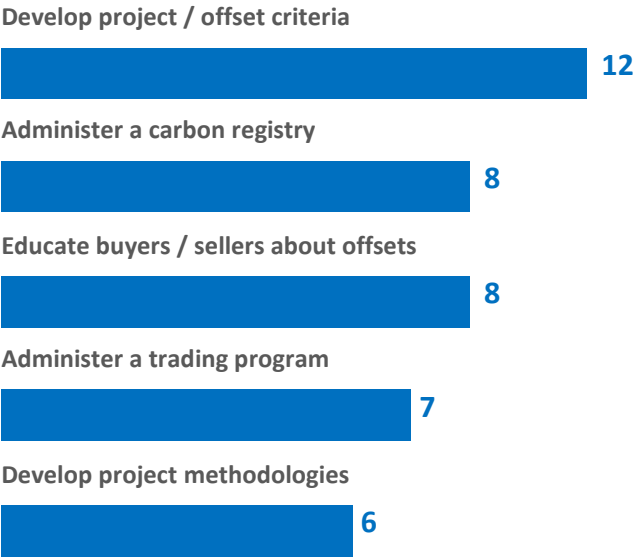 Develop project / offset criteria
12
Administer a carbon registry
8
Educate buyers / sellers about offsets
8
Administer a trading program
7
Develop project methodologies
6